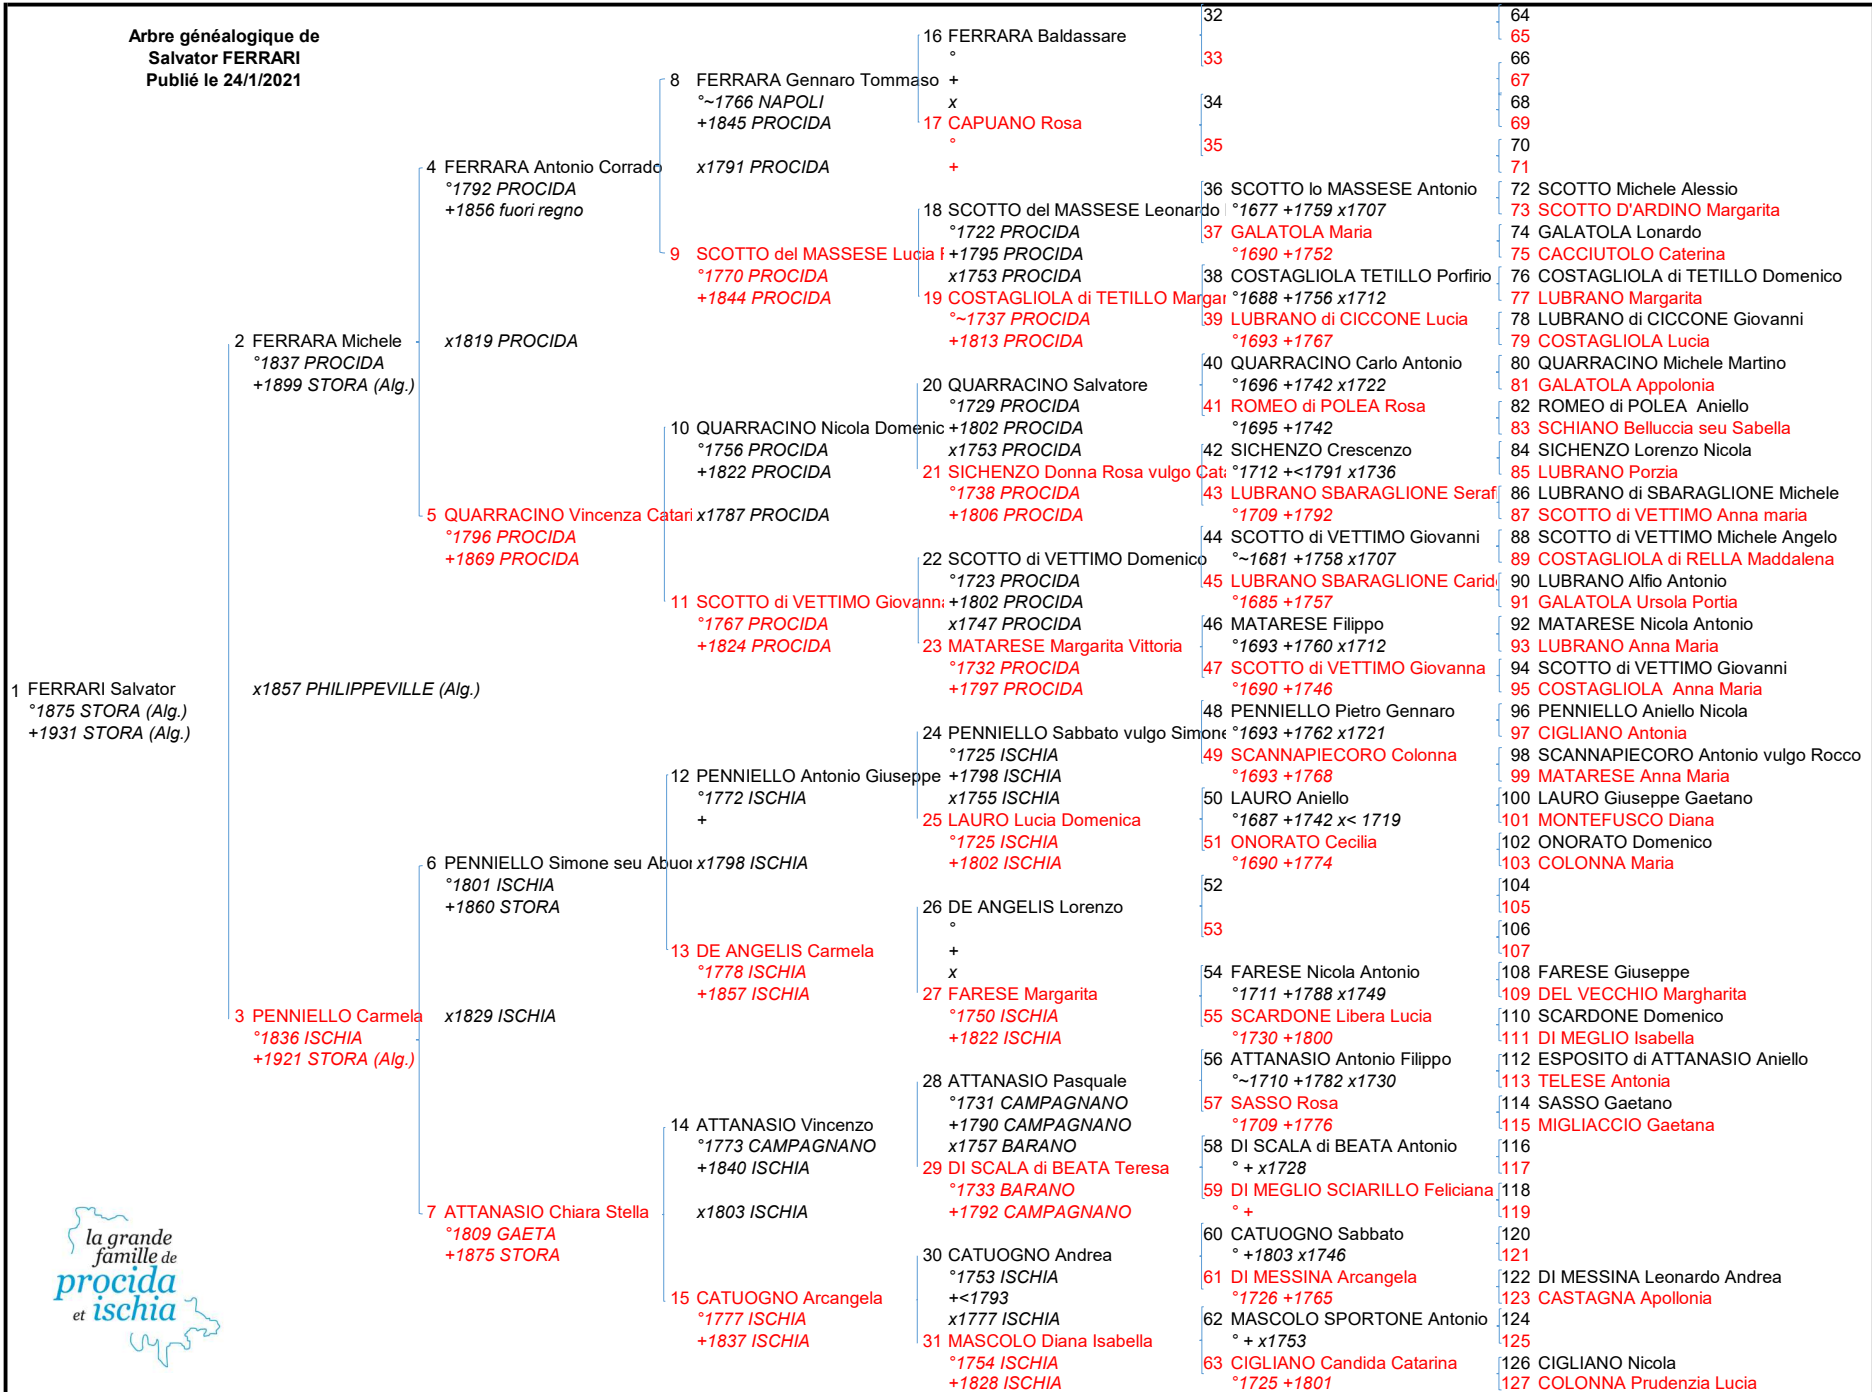 Arbre généalogique de
Salvator FERRARI
Publié le 24/1/2021
1 FERRARI Salvator
°1875 STORA (Alg.)
+1931 STORA (Alg.)
2 FERRARA Michele
°1837 PROCIDA
+1899 STORA (Alg.)
x1857 PHILIPPEVILLE (Alg.)
3 PENNIELLO Carmela
°1836 ISCHIA
+1921 STORA (Alg.)
4 FERRARA Antonio Corrado
°1792 PROCIDA
+1856 fuori regno
x1819 PROCIDA
5 QUARRACINO Vincenza Catari
°1796 PROCIDA
+1869 PROCIDA
6 PENNIELLO Simone seu Abuor
°1801 ISCHIA
+1860 STORA
x1829 ISCHIA
7 ATTANASIO Chiara Stella
°1809 GAETA
+1875 STORA
8 FERRARA Gennaro Tommaso
°~1766 NAPOLI
+1845 PROCIDA
x1791 PROCIDA
9 SCOTTO del MASSESE Lucia
°1770 PROCIDA
+1844 PROCIDA
10 QUARRACINO Nicola Domenic
°1756 PROCIDA
+1822 PROCIDA
x1787 PROCIDA
11 SCOTTO di VETTIMO Giovanna
°1767 PROCIDA
+1824 PROCIDA
12 PENNIELLO Antonio Giuseppe
°1772 ISCHIA
+
x1798 ISCHIA
13 DE ANGELIS Carmela
°1778 ISCHIA
+1857 ISCHIA
14 ATTANASIO Vincenzo
°1773 CAMPAGNANO
+1840 ISCHIA
x1803 ISCHIA
15 CATUOGNO Arcangela
°1777 ISCHIA
+1837 ISCHIA
16 FERRARA Baldassare
°
+
x
17 CAPUANO Rosa
°
+
18 SCOTTO del MASSESE Leonardo
°1722 PROCIDA
+1795 PROCIDA
x1753 PROCIDA
19 COSTAGLIOLA di TETILLO Margar
°~1737 PROCIDA
+1813 PROCIDA
20 QUARRACINO Salvatore
°1729 PROCIDA
+1802 PROCIDA
x1753 PROCIDA
21 SICHENZO Donna Rosa vulgo Cata
°1738 PROCIDA
+1806 PROCIDA
22 SCOTTO di VETTIMO Domenico
°1723 PROCIDA
+1802 PROCIDA
x1747 PROCIDA
23 MATARESE Margarita Vittoria
°1732 PROCIDA
+1797 PROCIDA
24 PENNIELLO Sabbato vulgo Simone
°1725 ISCHIA
+1798 ISCHIA
x1755 ISCHIA
25 LAURO Lucia Domenica
°1725 ISCHIA
+1802 ISCHIA
26 DE ANGELIS Lorenzo
°
+
x
27 FARESE Margarita
°1750 ISCHIA
+1822 ISCHIA
28 ATTANASIO Pasquale
°1731 CAMPAGNANO
+1790 CAMPAGNANO
x1757 BARANO
29 DI SCALA di BEATA Teresa
°1733 BARANO
+1792 CAMPAGNANO
30 CATUOGNO Andrea
°1753 ISCHIA
+<1793
x1777 ISCHIA
31 MASCOLO Diana Isabella
°1754 ISCHIA
+1828 ISCHIA
32
33
34
35
36 SCOTTO lo MASSESE Antonio
°1677 +1759 x1707
37 GALATOLA Maria
°1690 +1752
38 COSTAGLIOLA TETILLO Porfirio
°1688 +1756 x1712
39 LUBRANO di CICCONE Lucia
°1693 +1767
40 QUARRACINO Carlo Antonio
°1696 +1742 x1722
41 ROMEO di POLEA Rosa
°1695 +1742
42 SICHENZO Crescenzo
°1712 +<1791 x1736
43 LUBRANO SBARAGLIONE Seraf
°1709 +1792
44 SCOTTO di VETTIMO Giovanni
°~1681 +1758 x1707
45 LUBRANO SBARAGLIONE Carid
°1685 +1757
46 MATARESE Filippo
°1693 +1760 x1712
47 SCOTTO di VETTIMO Giovanna
°1690 +1746
48 PENNIELLO Pietro Gennaro
°1693 +1762 x1721
49 SCANNAPIECORO Colonna
°1693 +1768
50 LAURO Aniello
°1687 +1742 x< 1719
51 ONORATO Cecilia
°1690 +1774
52
53
54 FARESE Nicola Antonio
°1711 +1788 x1749
55 SCARDONE Libera Lucia
°1730 +1800
56 ATTANASIO Antonio Filippo
°~1710 +1782 x1730
57 SASSO Rosa
°1709 +1776
58 DI SCALA di BEATA Antonio
° + x1728
59 DI MEGLIO SCIARILLO Feliciana
° +
60 CATUOGNO Sabbato
° +1803 x1746
61 DI MESSINA Arcangela
°1726 +1765
62 MASCOLO SPORTONE Antonio
° + x1753
63 CIGLIANO Candida Catarina
°1725 +1801
64
65
66
67
68
69
70
71
72 SCOTTO Michele Alessio
73 SCOTTO D'ARDINO Margarita
74 GALATOLA Lonardo
75 CACCIUTOLO Caterina
76 COSTAGLIOLA di TETILLO Domenico
77 LUBRANO Margarita
78 LUBRANO di CICCONE Giovanni
79 COSTAGLIOLA Lucia
80 QUARRACINO Michele Martino
81 GALATOLA Appolonia
82 ROMEO di POLEA Aniello
83 SCHIANO Belluccia seu Sabella
84 SICHENZO Lorenzo Nicola
85 LUBRANO Porzia
86 LUBRANO di SBARAGLIONE Michele
87 SCOTTO di VETTIMO Anna maria
88 SCOTTO di VETTIMO Michele Angelo
89 COSTAGLIOLA di RELLA Maddalena
90 LUBRANO Alfio Antonio
91 GALATOLA Ursola Portia
92 MATARESE Nicola Antonio
93 LUBRANO Anna Maria
94 SCOTTO di VETTIMO Giovanni
95 COSTAGLIOLA Anna Maria
96 PENNIELLO Aniello Nicola
97 CIGLIANO Antonia
98 SCANNAPIECORO Antonio vulgo Rocco
99 MATARESE Anna Maria
100 LAURO Giuseppe Gaetano
101 MONTEFUSCO Diana
102 ONORATO Domenico
103 COLONNA Maria
104
105
106
107
108 FARESE Giuseppe
109 DEL VECCHIO Margharita
110 SCARDONE Domenico
111 DI MEGLIO Isabella
112 ESPOSITO di ATTANASIO Aniello
113 TELESE Antonia
114 SASSO Gaetano
115 MIGLIACCIO Gaetana
116
117
118
119
120
121
122 DI MESSINA Leonardo Andrea
123 CASTAGNA Apollonia
124
125
126 CIGLIANO Nicola
127 COLONNA Prudenzia Lucia
la grande
famille de
procida
et ischia